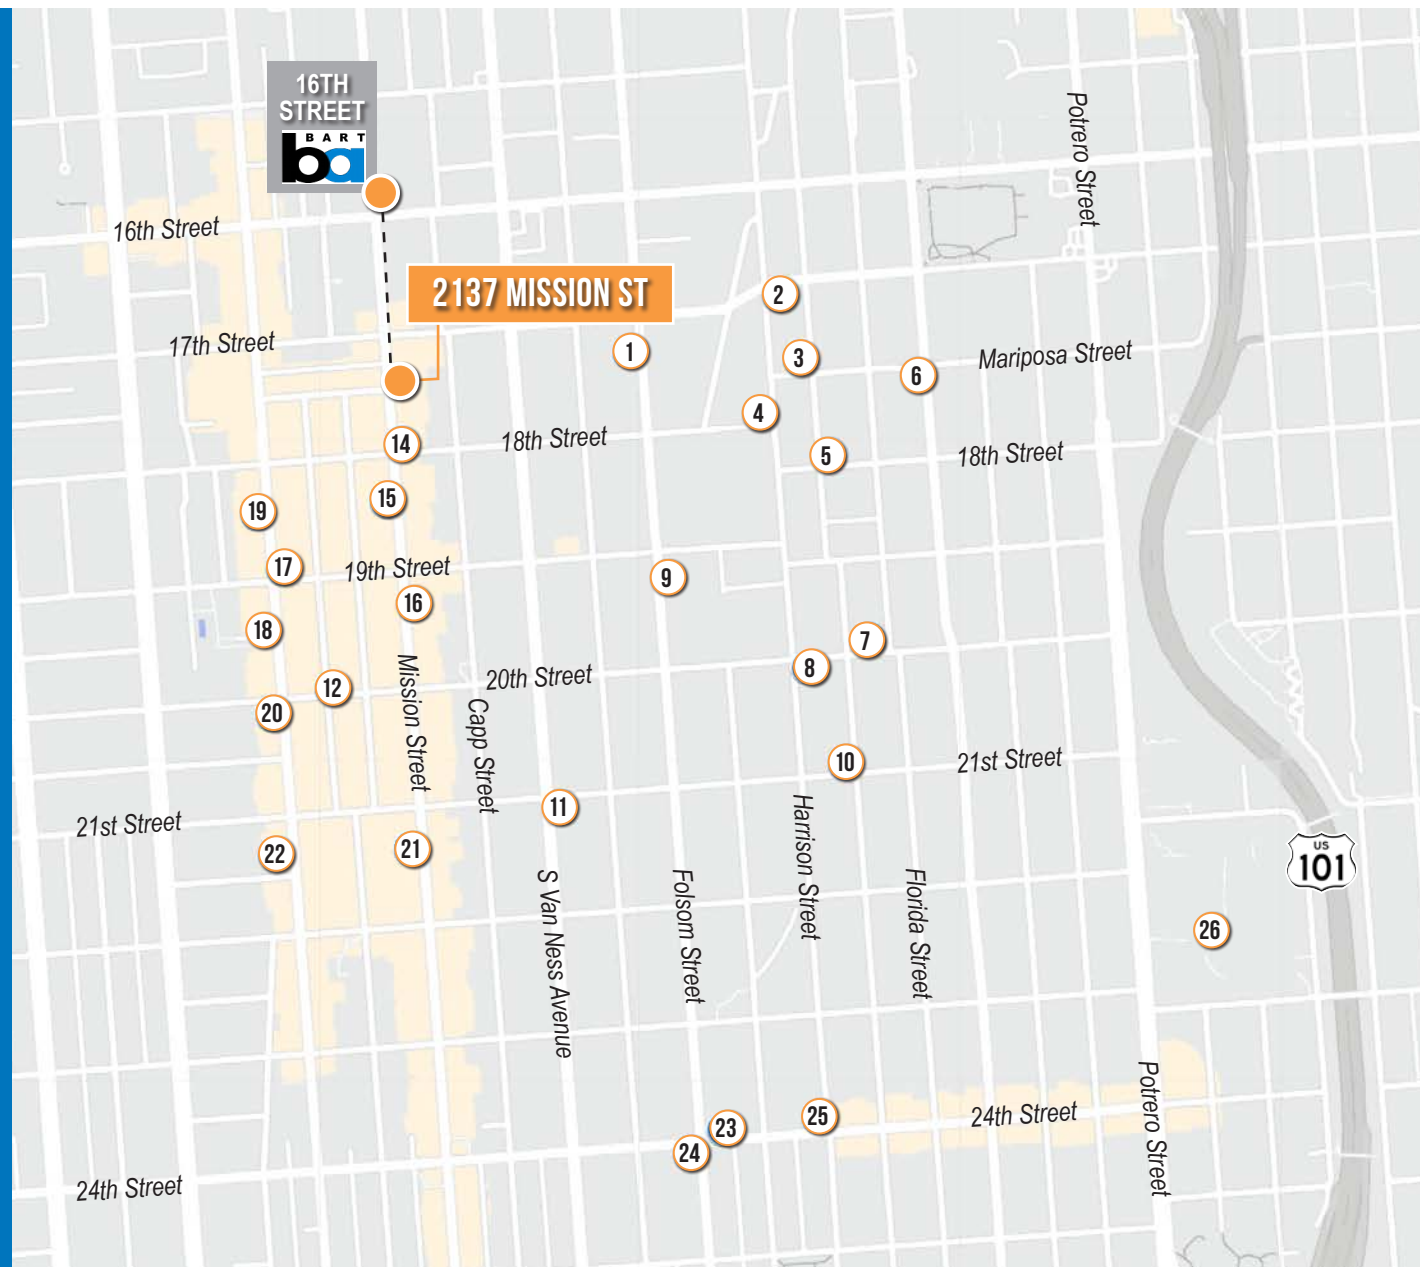 16TH
STREET
BART
ba
Potrero Street
16th Street
2137 MISSION ST
2
17th Street
1
3
Mariposa Street
6
4
14
18th Street
5
18th Street
15
19
17
19th Street
9
16
18
7
8
12
20th Street
Mission Street
20
Capp Street
10
21st Street
11
Harrison Street
21st Street
22
21
US
101
S Van Ness Avenue
Folsom Street
Florida Street
26
Potrero Street
23
25
24th Street
24
24th Street